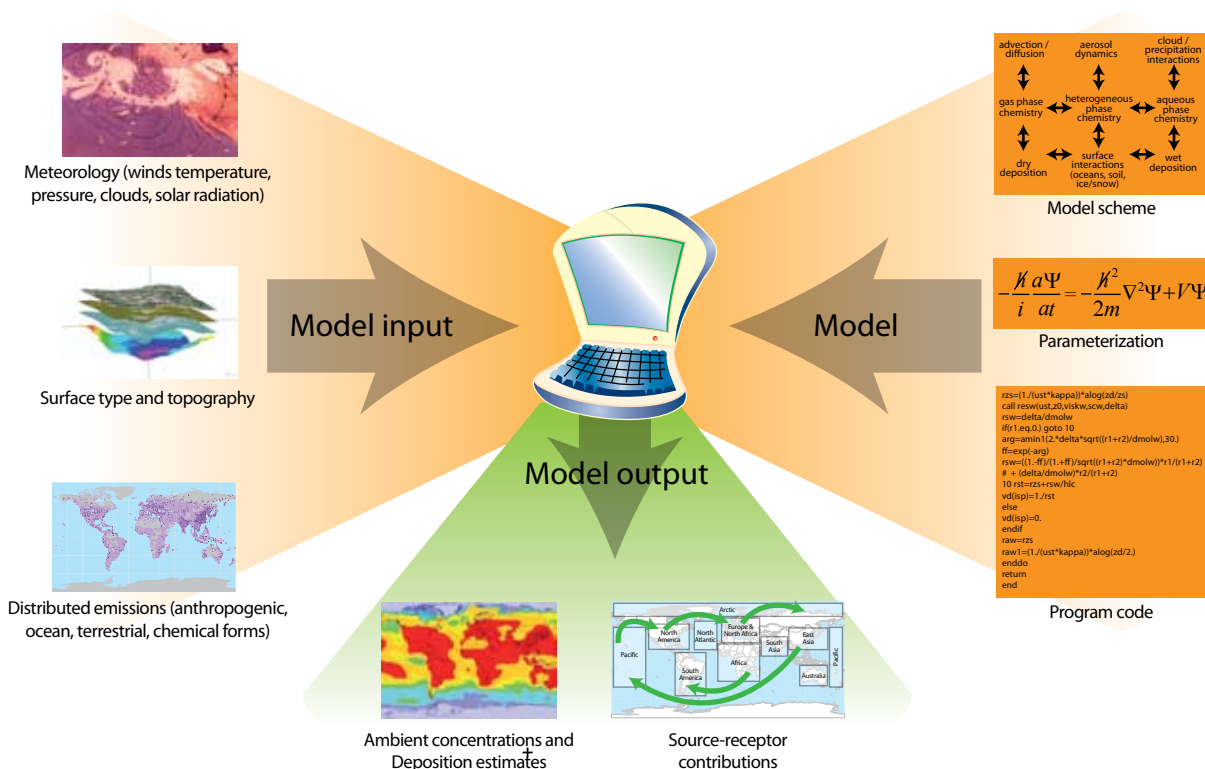 Meteorology (winds temperature,
pressure, clouds, solar radiation)
Surface type and topography
Distributed emissions (anthropogenic,
ocean, terrestrial, chemical forms)
Model input
Model
Model output
advection /
diffusion
aerosol
dynamics
cloud /
precipitation
interactions
gas phase
chemistry
heterogeneous
phase
chemistry
aqueous
phase
chemistry
dry
deposition
surface
interactions
(oceans, soil,
ice/snow)
wet
deposition
Model scheme
-ħ/i aΨ/at = -ħ²/2m ∇²Ψ+VΨ
Parameterization
rzs=(1./(ust*kappa))*alog(zd/zs)
call resw(ust,z0,viskw,scw,delta)
rsw=delta/dmolw
if(r1.eq.0.) goto 10
arg=amin1(2.*delta*sqrt((r1+r2)/dmolw),30.)
ff=exp(-arg)
rsw=((1.-ff)/(1.+ff)/sqrt((r1+r2)*dmolw))*r1/(r1+r2)
# + (delta/dmolw)*r2/(r1+r2)
10 rst=rzs+rsw/hlc
vd(isp)=1./rst
else
vd(isp)=0.
endif
raw=rzs
raw1=(1./(ust*kappa))*alog(zd/2.)
enddo
return
end
Program code
Ambient concentrations and
Deposition estimates
†
Arctic
North
America
North
Atlantic
Europe &
North Africa
East
Asia
South
Asia
Pacific
Africa
South
America
Australia
Pacific
Source-receptor
contributions